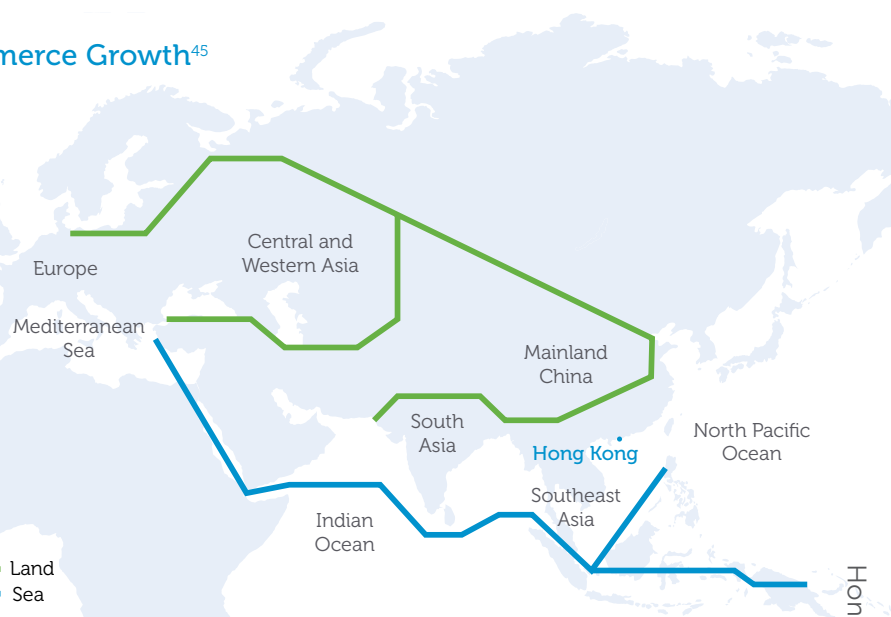 merce Growth45
Central and
Western Asia
Europe
Mediterranean
Sea
Mainland
China
South
Asia
North Pacific
Ocean
Hong Kong
Southeast
Asia
Indian
Ocean
Land
Sea
Hon